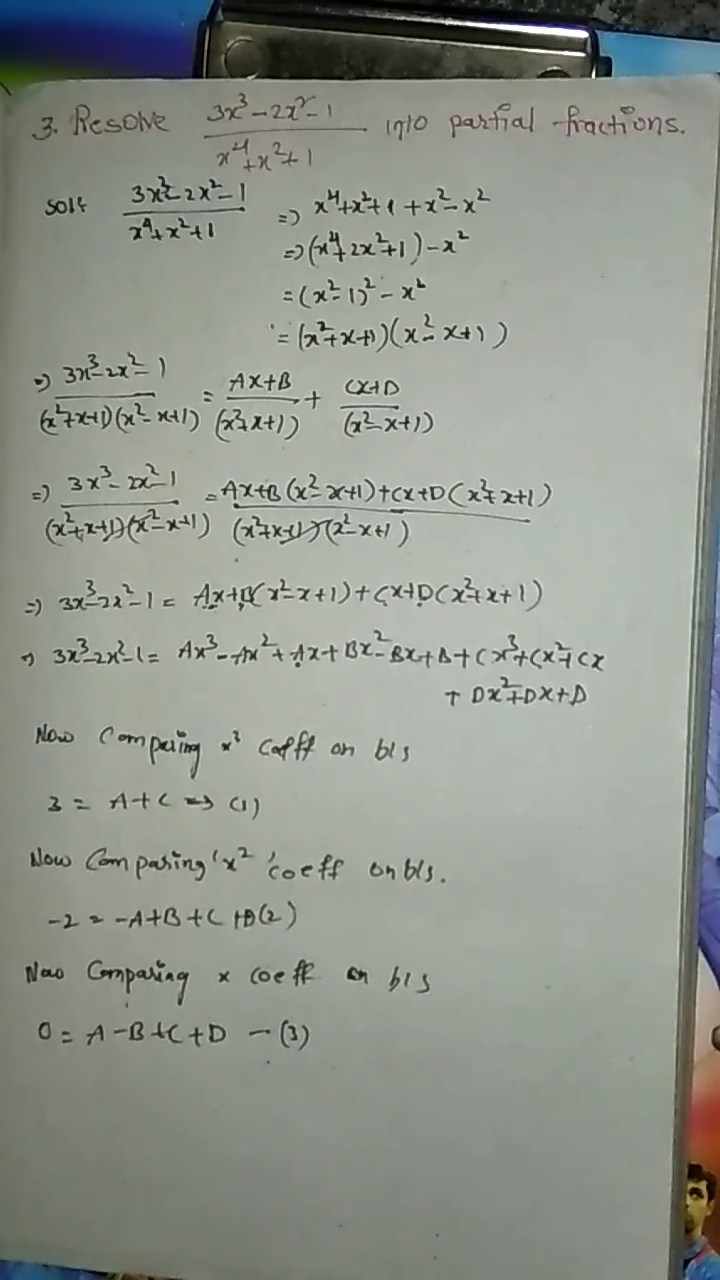 3. Resolve (3x³ - 2x² - 1)/(x⁴ + x² + 1) into partial fractions.
sol: (3x³ - 2x² - 1)/(x⁴ + x² + 1) => x⁴ + x² + 1 + x² - x²
=> (x⁴ + 2x² + 1) - x²
= (x² - 1)² - x²
= (x² + x + 1)(x² - x + 1)
=> (3x³ - 2x² - 1)/((x² + x + 1)(x² - x + 1)) = (Ax + B)/(x² + x + 1) + (Cx + D)/(x² - x + 1)
=> (3x³ - 2x² - 1)/((x² + x + 1)(x² - x + 1)) = Ax + B (x² - x + 1) + Cx + D (x² + x + 1)/(x² + x + 1)(x² - x + 1)
=> 3x³ - 2x² - 1 = Ax + B(x² - x + 1) + Cx + D(x² + x + 1)
=> 3x³ - 2x² - 1 = Ax³ - Ax² + Ax + Bx² - Bx + B + Cx³ + Cx² + Cx
+ Dx² + Dx + D
Now Comparing x³ Coeff on b/s
3 = A + C => (1)
Now Comparing 'x²' coeff on b/s.
-2 = -A + B + C + D (2)
Now Comparing x coeff on b/s
0 = A - B + C + D - (3)